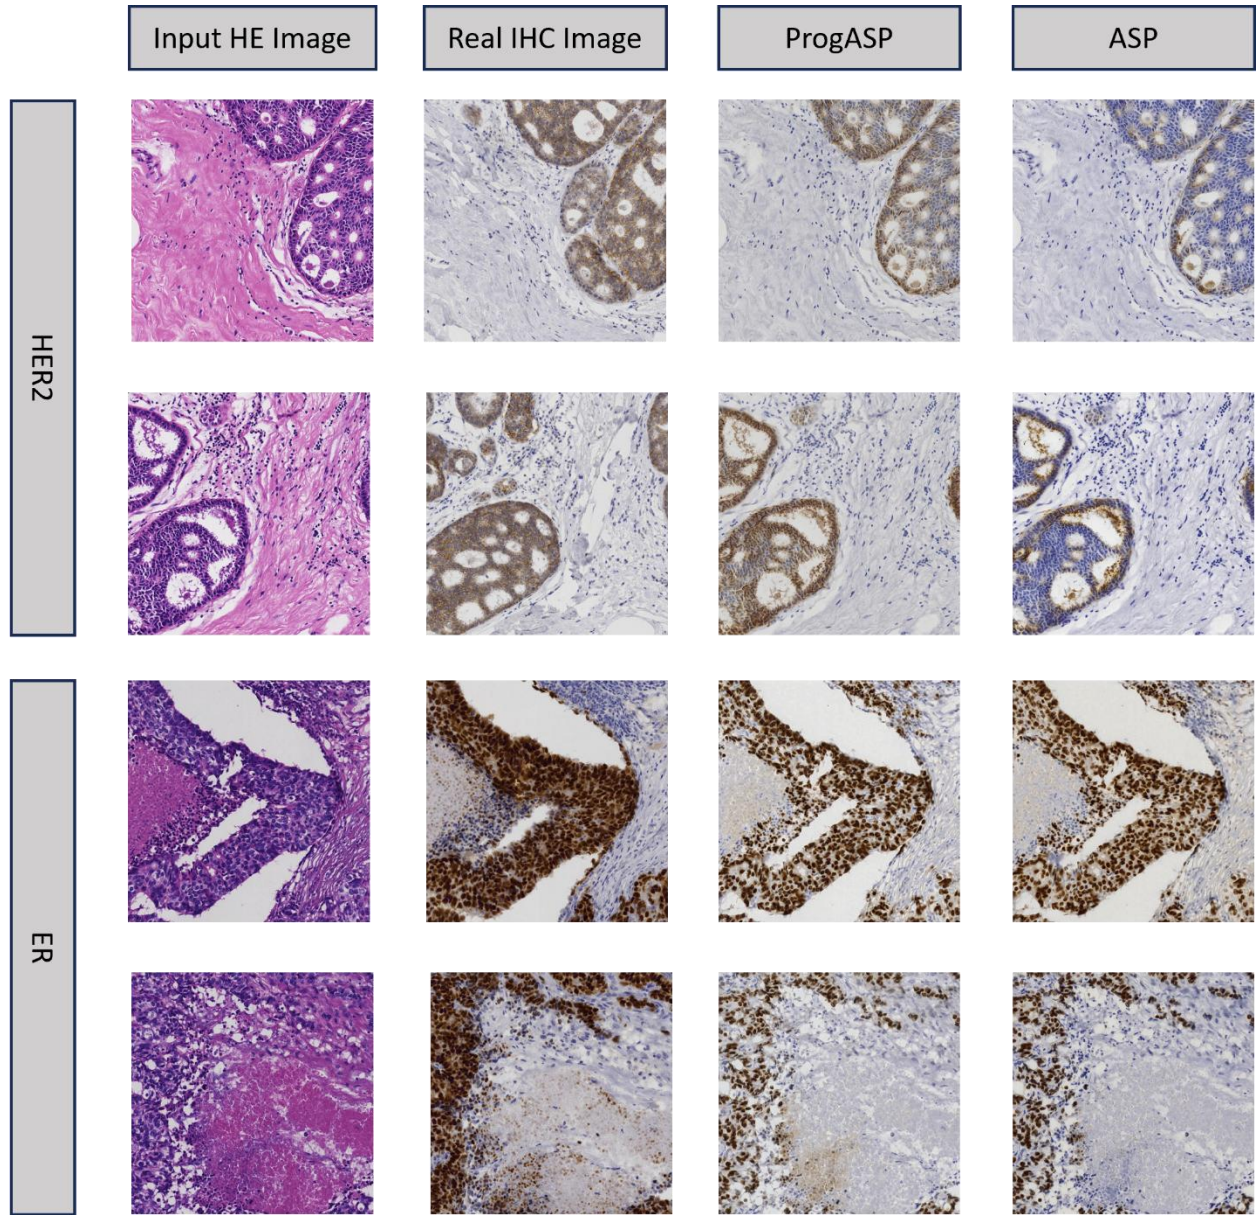 Input HE Image
Real IHC Image
ProgASP
ASP
HER2
ER